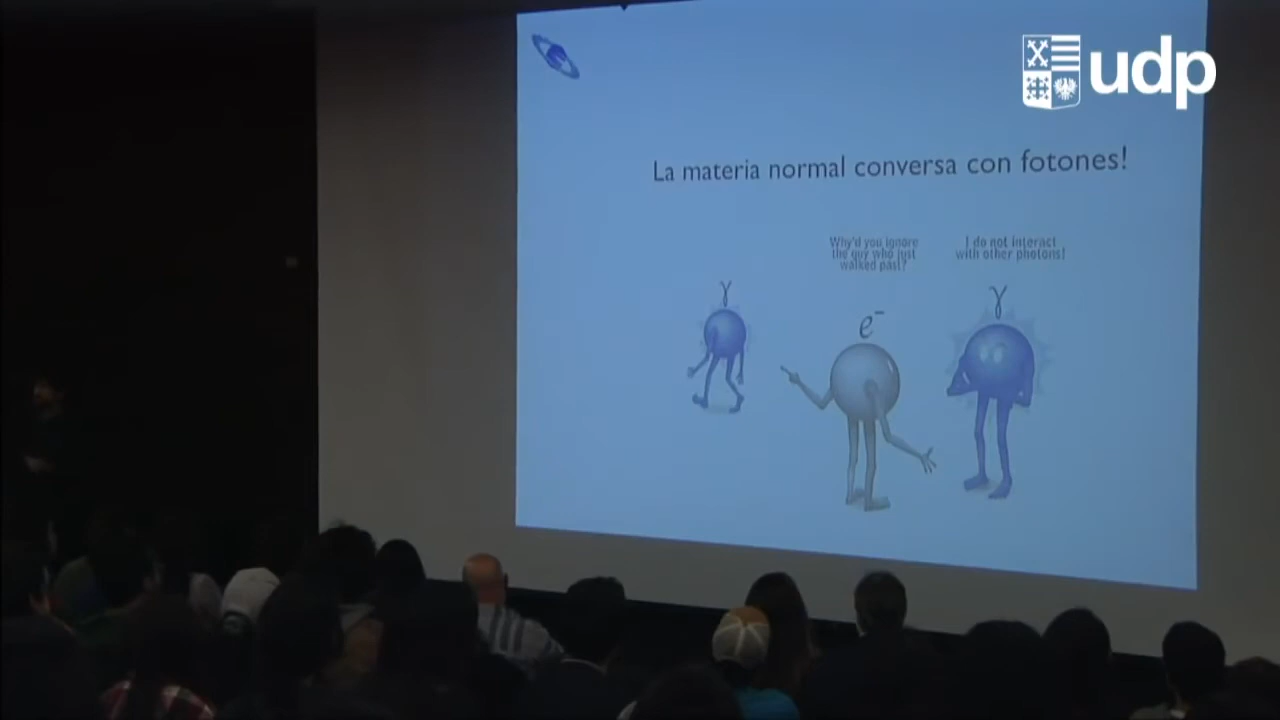 udp
La materia normal conversa con fotones!
Why'd you ignore
the guy who just
walked past?
I do not interact
with other photons!
γ
e⁻
γ